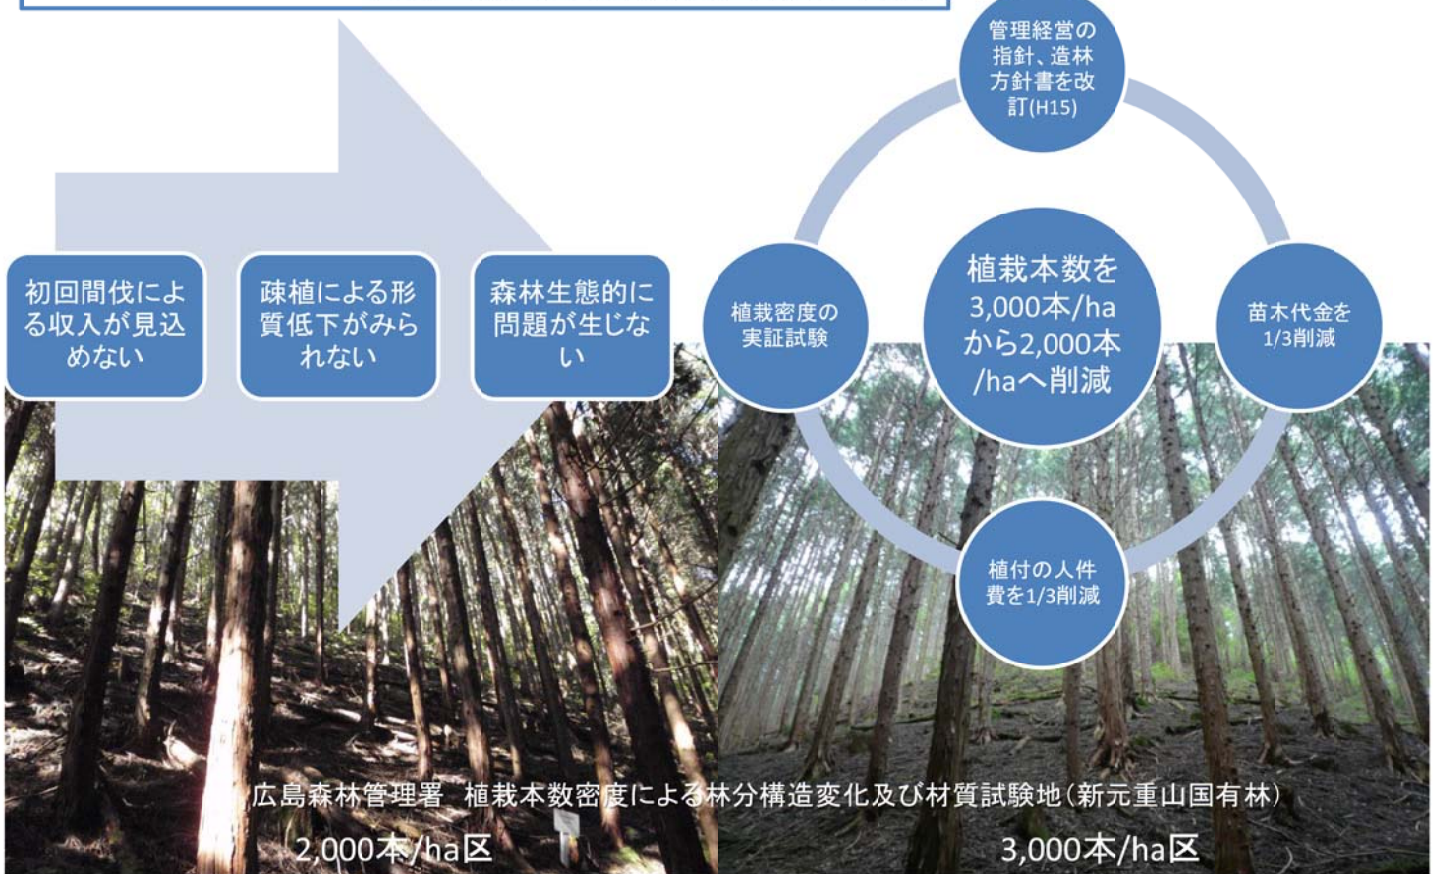 初回間伐によ
る収入が見込
めない
疎植による形
質低下がみら
れない
森林生態的に
問題が生じな
い
管理経営の
指針、造林
方針書を改
訂(H15)
植栽密度の
実証試験
植栽本数を
3,000本/ha
から2,000本
/haへ削減
苗木代金を
1/3削減
植付の人件
費を1/3削減
広島森林管理署 植栽本数密度による林分構造変化及び材質試験地(新元重山国有林)
2,000本/ha区
3,000本/ha区